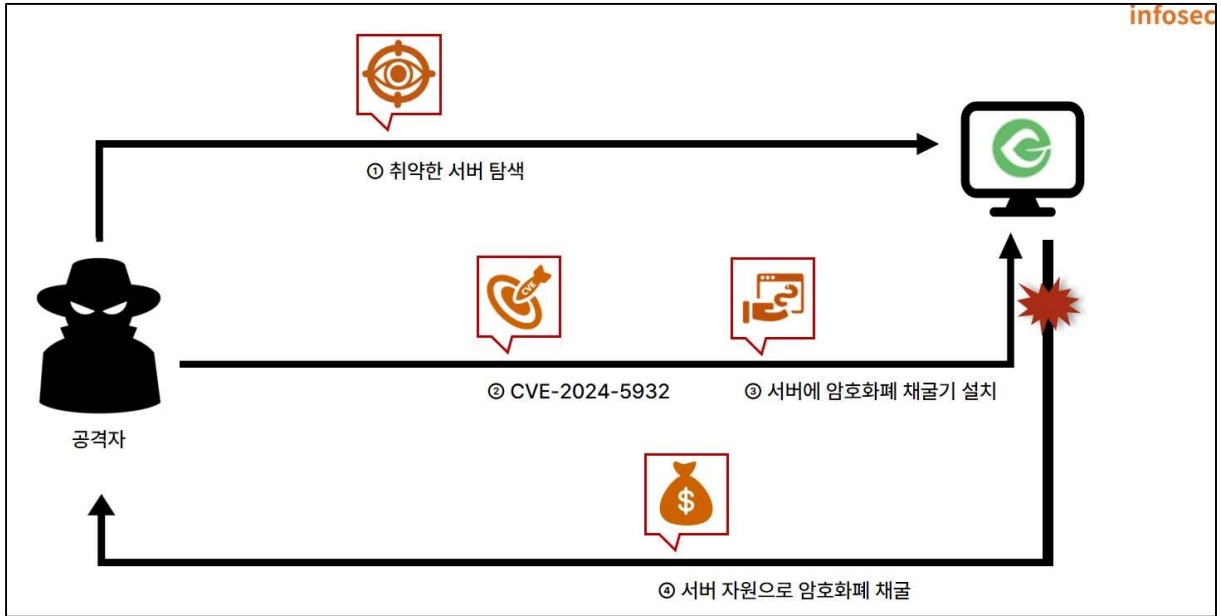 infosec
① 취약한 서버 탐색
② CVE-2024-5932
③ 서버에 암호화폐 채굴기 설치
공격자
④ 서버 자원으로 암호화폐 채굴
CVE
$